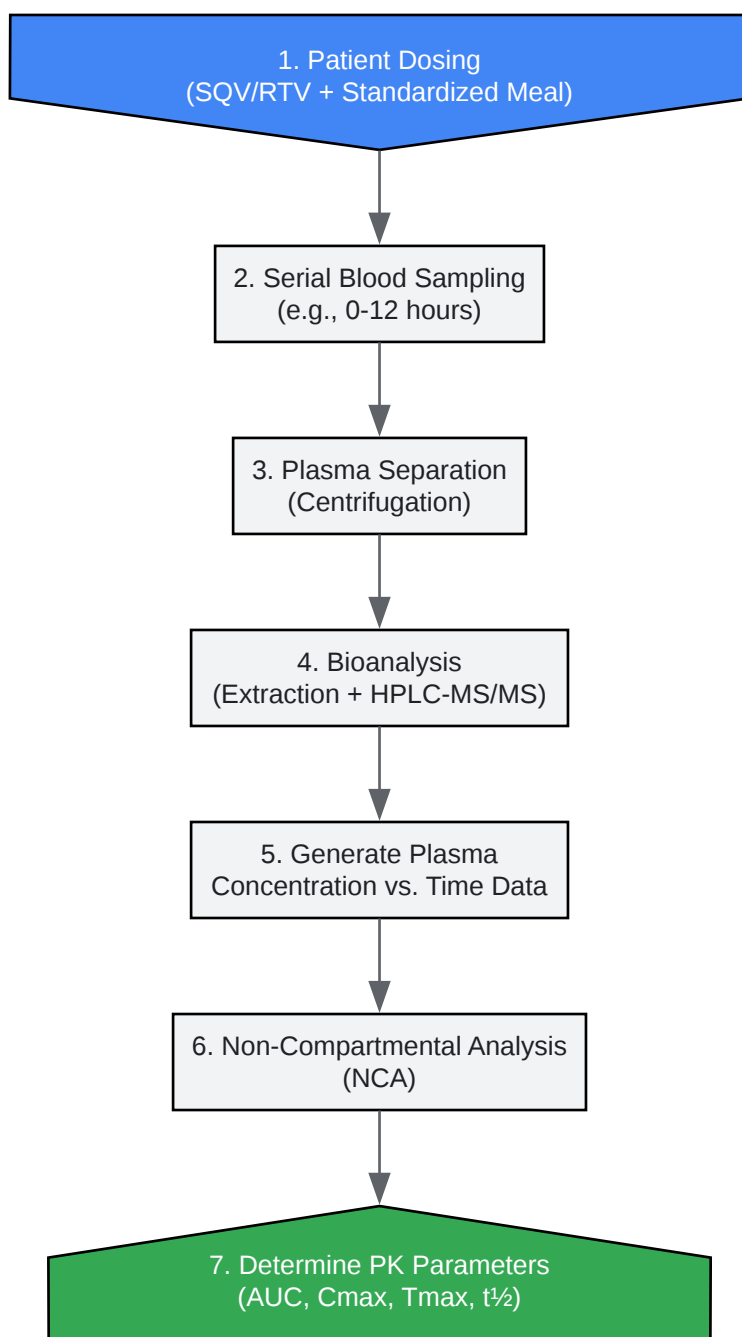 1. Patient Dosing
(SQV/RTV + Standardized Meal)
2. Serial Blood Sampling
(e.g., 0-12 hours)
3. Plasma Separation
(Centrifugation)
4. Bioanalysis
(Extraction + HPLC-MS/MS)
5. Generate Plasma
Concentration vs. Time Data
6. Non-Compartmental Analysis
(NCA)
7. Determine PK Parameters
(AUC, Cmax, Tmax, t½)